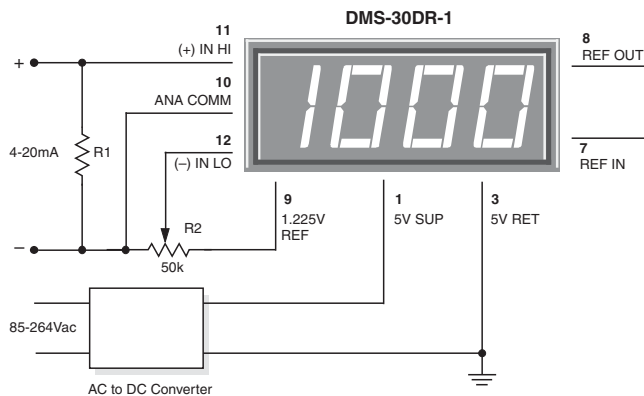 DMS-30DR-1
11
(+) IN HI
8
REF OUT
+
10
ANA COMM
1000
4-20mA
R1
12
(–) IN LO
7
REF IN
9
1.225V
REF
1
5V SUP
3
5V RET
–
R2
50k
85-264Vac
AC to DC Converter